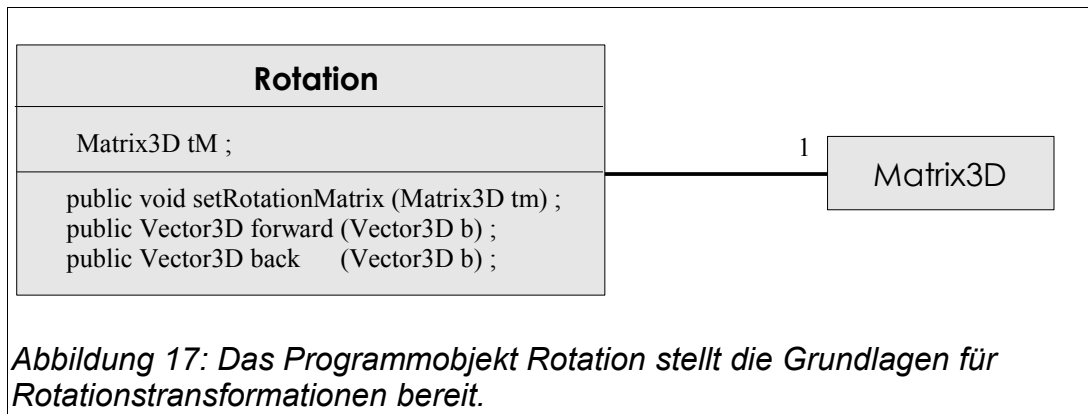 Rotation
Matrix3D tM ;
public void setRotationMatrix (Matrix3D tm) ;
public Vector3D forward (Vector3D b) ;
public Vector3D back (Vector3D b) ;
1
Matrix3D
Abbildung 17: Das Programmobjekt Rotation stellt die Grundlagen für
Rotationstransformationen bereit.